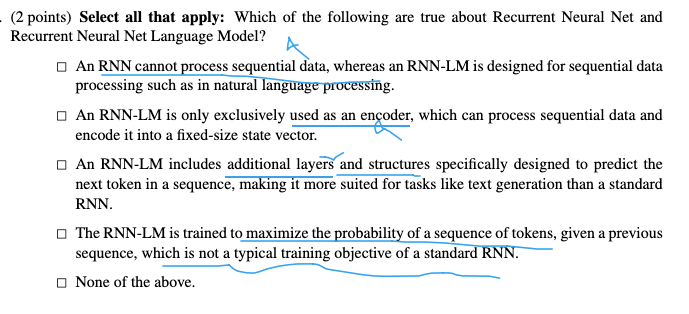 (2 points) Select all that apply: Which of the following are true about Recurrent Neural Net and
Recurrent Neural Net Language Model?
☐ An RNN cannot process sequential data, whereas an RNN-LM is designed for sequential data
processing such as in natural language processing.
☐ An RNN-LM is only exclusively used as an encoder, which can process sequential data and
encode it into a fixed-size state vector.
☐ An RNN-LM includes additional layers and structures specifically designed to predict the
next token in a sequence, making it more suited for tasks like text generation than a standard
RNN.
☐ The RNN-LM is trained to maximize the probability of a sequence of tokens, given a previous
sequence, which is not a typical training objective of a standard RNN.
☐ None of the above.